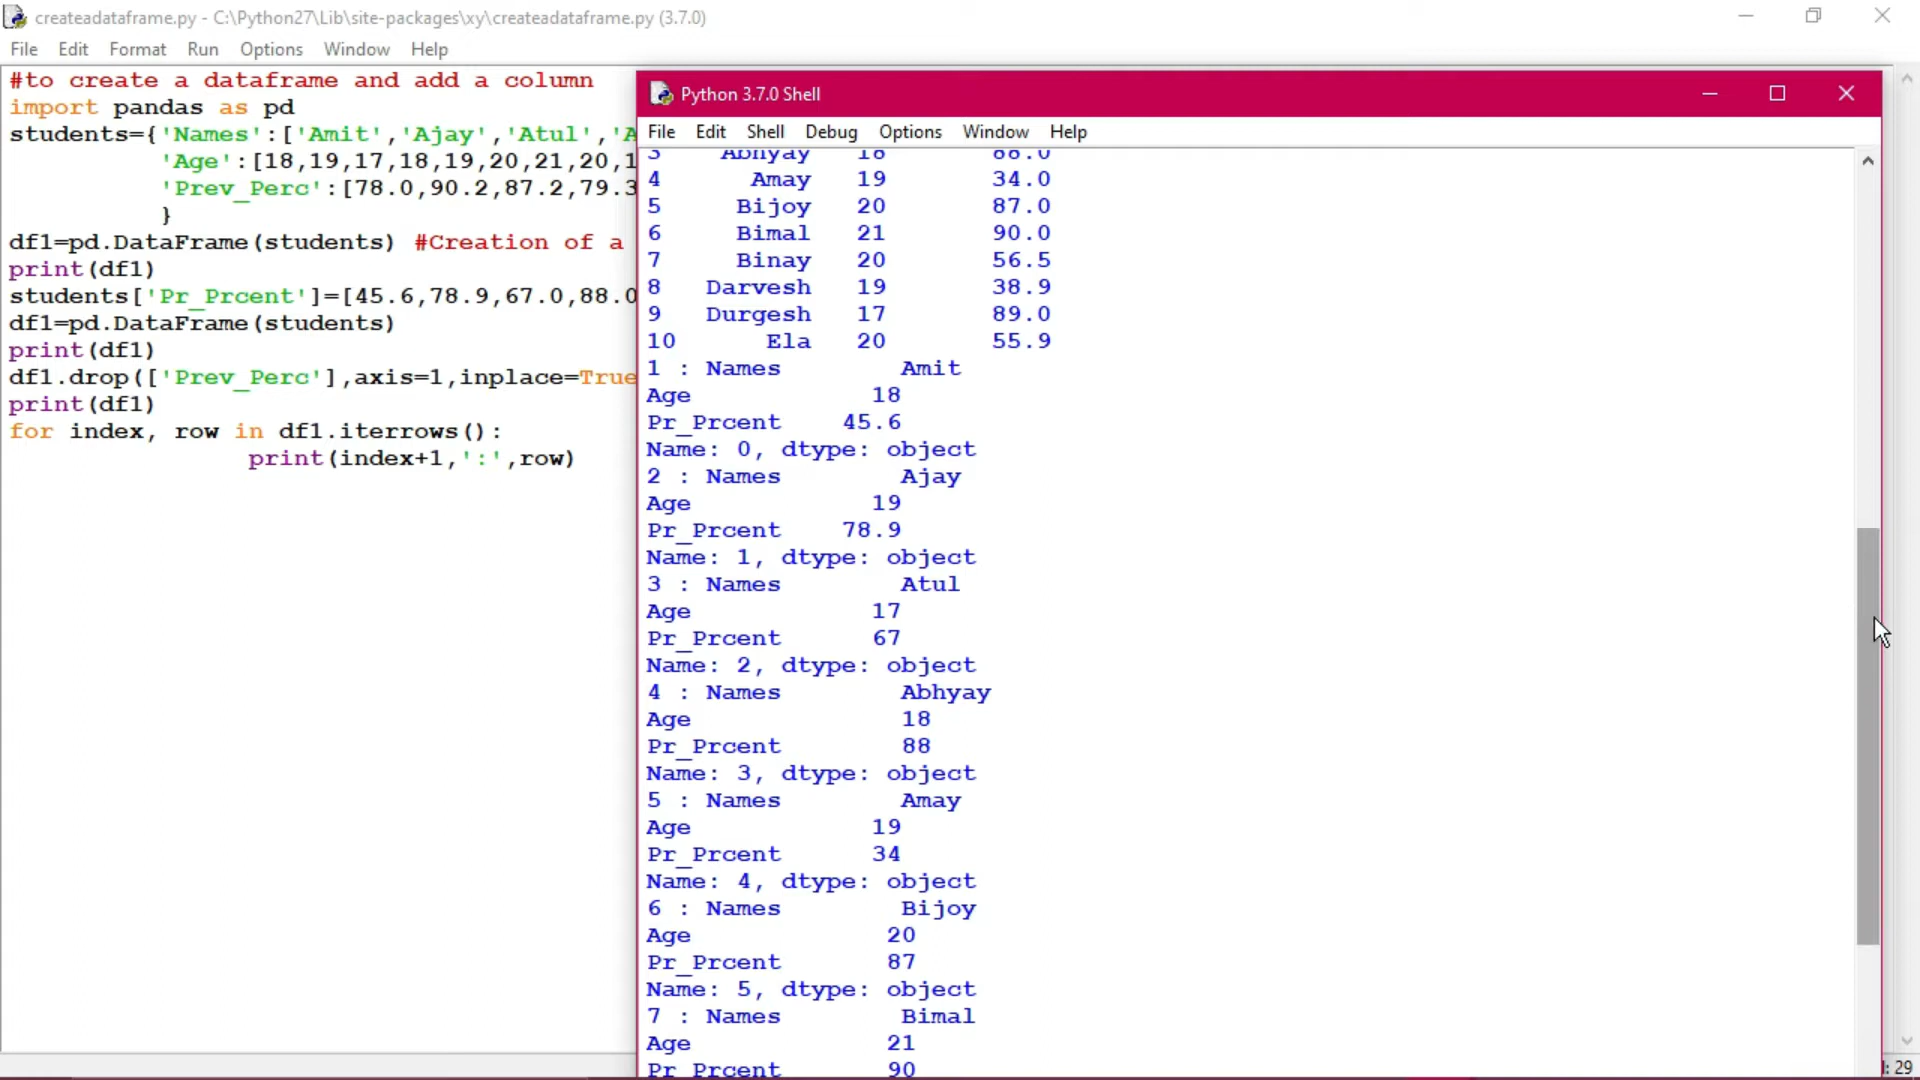 createadataframe.py - C:\Python27\Lib\site-packages\xy\createadataframe.py (3.7.0)
File Edit Format Run Options Window Help
#to create a dataframe and add a column
import pandas as pd
students={'Names':['Amit','Ajay','Atul','A
'Age':[18,19,17,18,19,20,21,20,1
'Prev_Perc':[78.0,90.2,87.2,79.3
}
df1=pd.DataFrame(students) #Creation of a
print(df1)
students['Pr_Prcent']=[45.6,78.9,67.0,88.0
df1=pd.DataFrame(students)
print(df1)
df1.drop(['Prev_Perc'],axis=1,inplace=True
print(df1)
for index, row in df1.iterrows():
print(index+1,':',row)
Python 3.7.0 Shell
File Edit Shell Debug Options Window Help
3 Abhyay 18 88.0
4 Amay 19 34.0
5 Bijoy 20 87.0
6 Bimal 21 90.0
7 Binay 20 56.5
8 Darvesh 19 38.9
9 Durgesh 17 89.0
10 Ela 20 55.9
1 : Names Amit
Age 18
Pr_Prcent 45.6
Name: 0, dtype: object
2 : Names Ajay
Age 19
Pr_Prcent 78.9
Name: 1, dtype: object
3 : Names Atul
Age 17
Pr_Prcent 67
Name: 2, dtype: object
4 : Names Abhyay
Age 18
Pr_Prcent 88
Name: 3, dtype: object
5 : Names Amay
Age 19
Pr_Prcent 34
Name: 4, dtype: object
6 : Names Bijoy
Age 20
Pr_Prcent 87
Name: 5, dtype: object
7 : Names Bimal
Age 21
Pr_Prcent 90
: 29